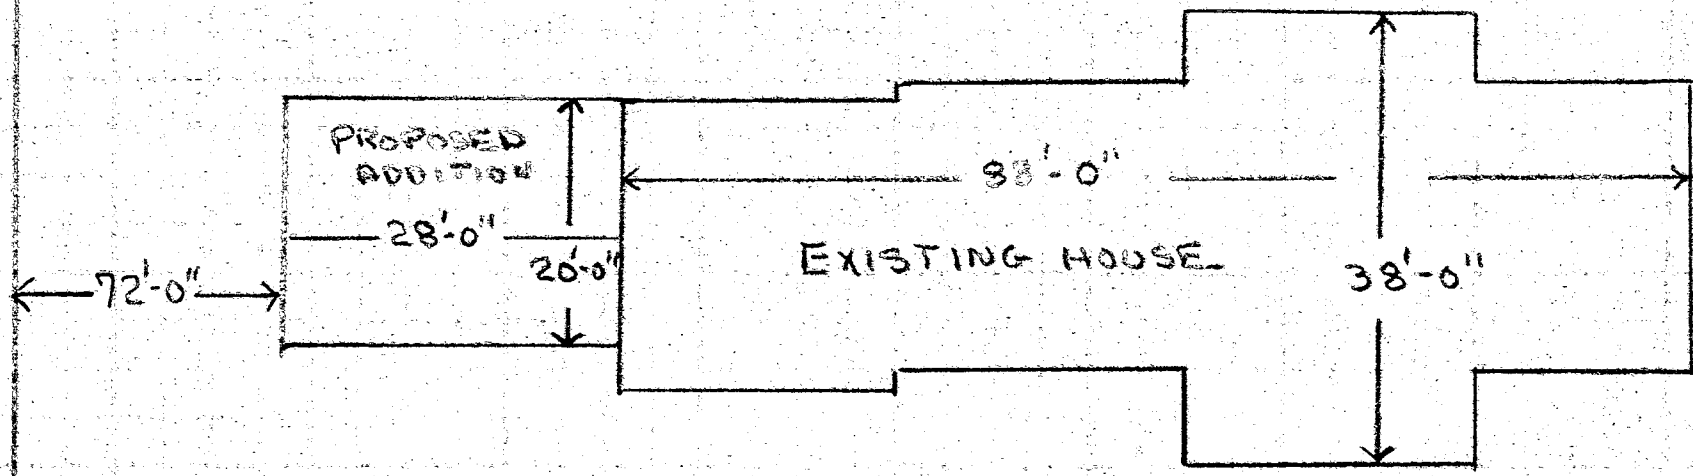 PROPOSED
ADDITION
28'-0"
20'-0"
72'-0"
88'-0"
EXISTING HOUSE
38'-0"